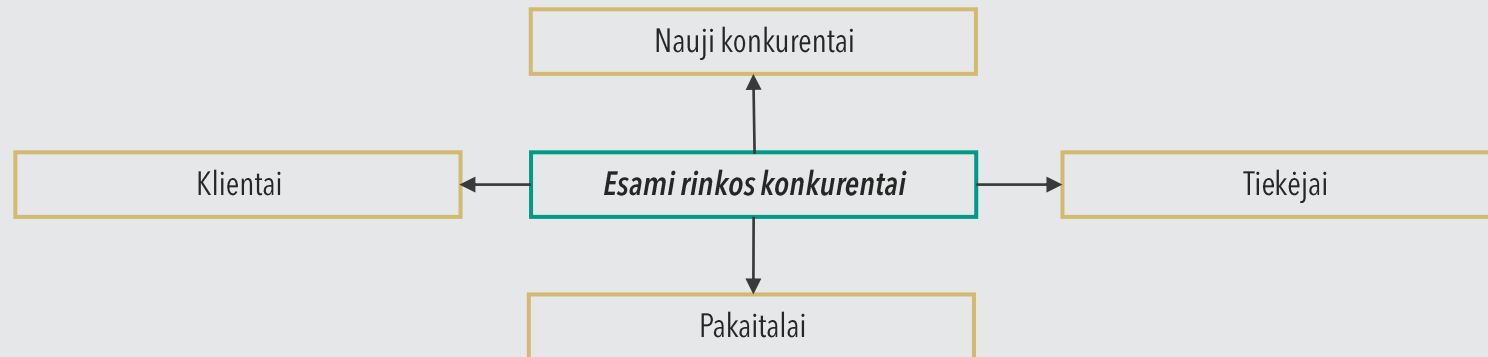 Nauji konkurentai
Klientai
Esami rinkos konkurentai
Tiekėjai
Pakaitalai